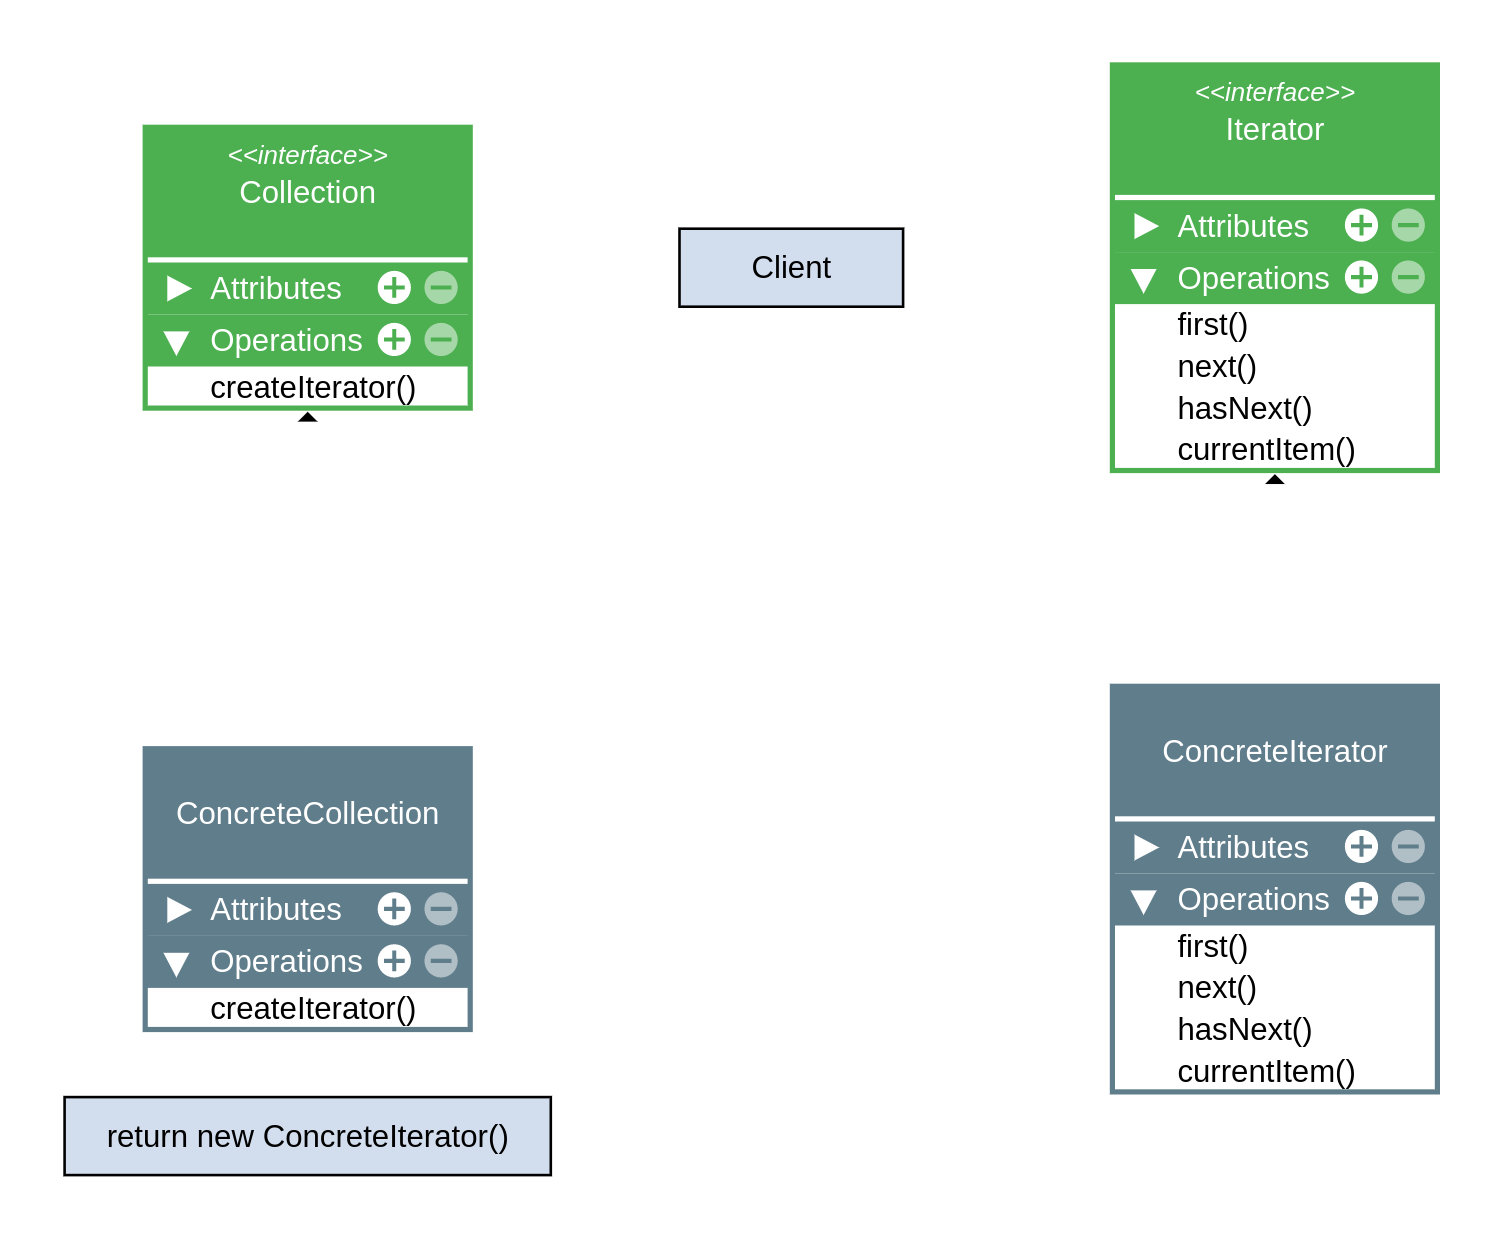 <<interface>>
Collection
Attributes
Operations
createIterator()
Client
<<interface>>
Iterator
Attributes
Operations
first()
next()
hasNext()
currentItem()
ConcreteCollection
Attributes
Operations
createIterator()
return new ConcreteIterator()
ConcreteIterator
Attributes
Operations
first()
next()
hasNext()
currentItem()